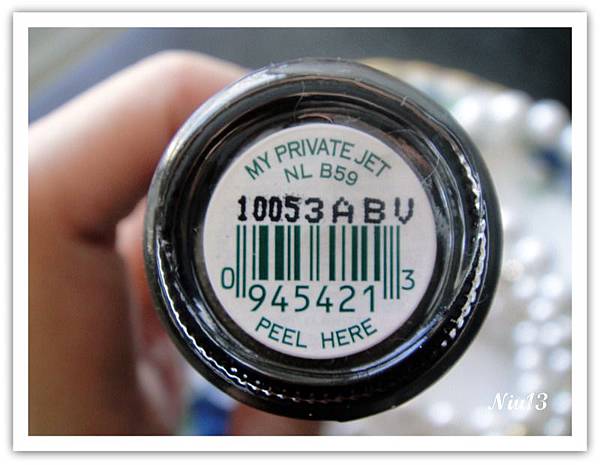 MY PRIVATE JET
NL B59
10053ABV
0 945421 3
PEEL HERE
Niu13